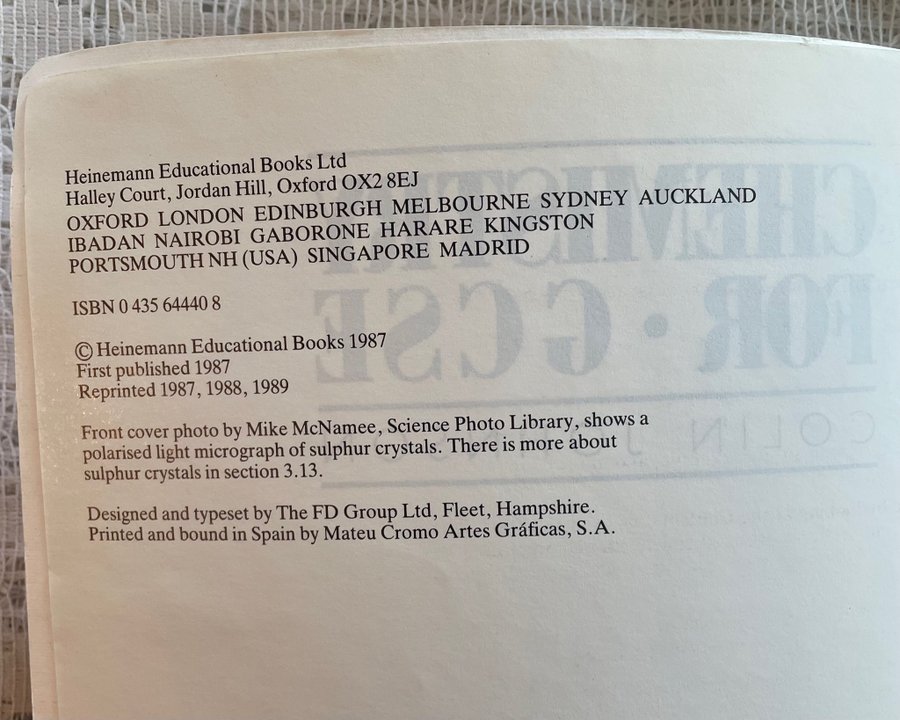 Heinemann Educational Books Ltd
Halley Court, Jordan Hill, Oxford OX2 8EJ
OXFORD LONDON EDINBURGH MELBOURNE SYDNEY AUCKLAND
IBADAN NAIROBI GABORONE HARARE KINGSTON
PORTSMOUTH NH (USA) SINGAPORE MADRID
ISBN 0 435 64440 8
© Heinemann Educational Books 1987
First published 1987
Reprinted 1987, 1988, 1989
Front cover photo by Mike McNamee, Science Photo Library, shows a
polarised light micrograph of sulphur crystals. There is more about
sulphur crystals in section 3.13.
Designed and typeset by The FD Group Ltd, Fleet, Hampshire.
Printed and bound in Spain by Mateu Cromo Artes Gráficas, S.A.
CHEMISTRY
FOR · GCSE
COLIN